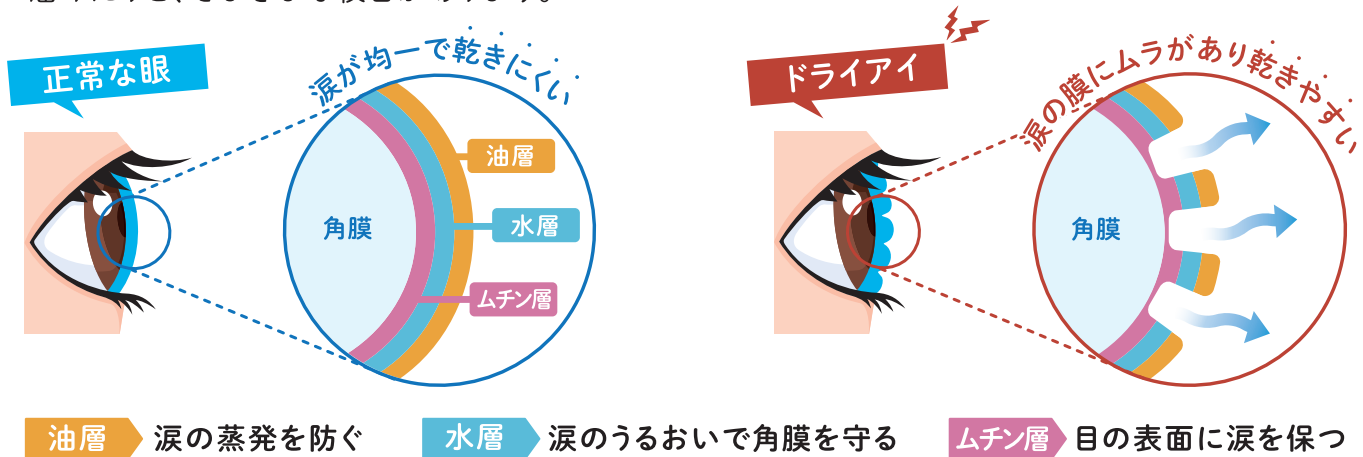 正常な眼
涙が均一で乾きにくい
油層
水層
ムチン層
角膜
ドライアイ
涙の膜にムラがあり乾きやすい
角膜
油層 涙の蒸発を防ぐ
水層 涙のうるおいで角膜を守る
ムチン層 目の表面に涙を保つ